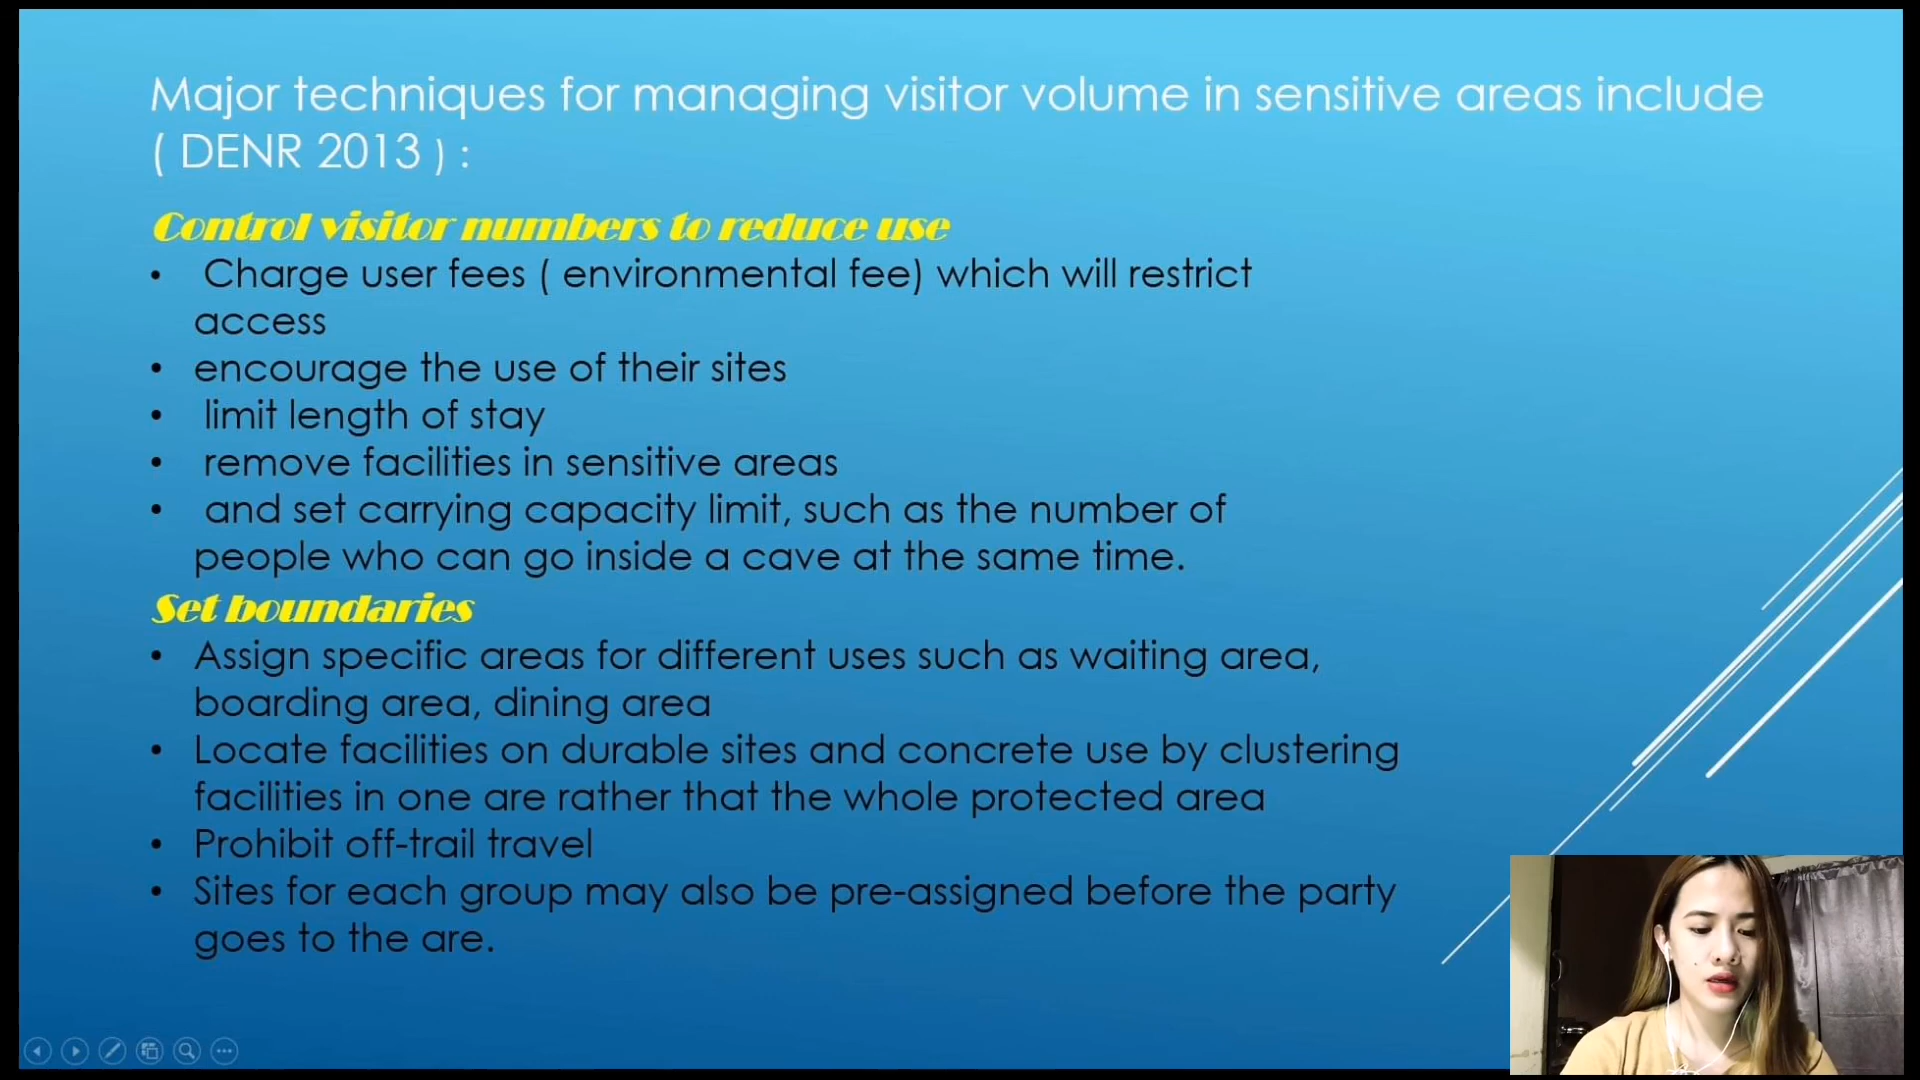 Major techniques for managing visitor volume in sensitive areas include
( DENR 2013 ) :
Control visitor numbers to reduce use
• Charge user fees ( environmental fee) which will restrict
access
• encourage the use of their sites
• limit length of stay
• remove facilities in sensitive areas
• and set carrying capacity limit, such as the number of
people who can go inside a cave at the same time.
Set boundaries
• Assign specific areas for different uses such as waiting area,
boarding area, dining area
• Locate facilities on durable sites and concrete use by clustering
facilities in one are rather that the whole protected area
• Prohibit off-trail travel
• Sites for each group may also be pre-assigned before the party
goes to the are.